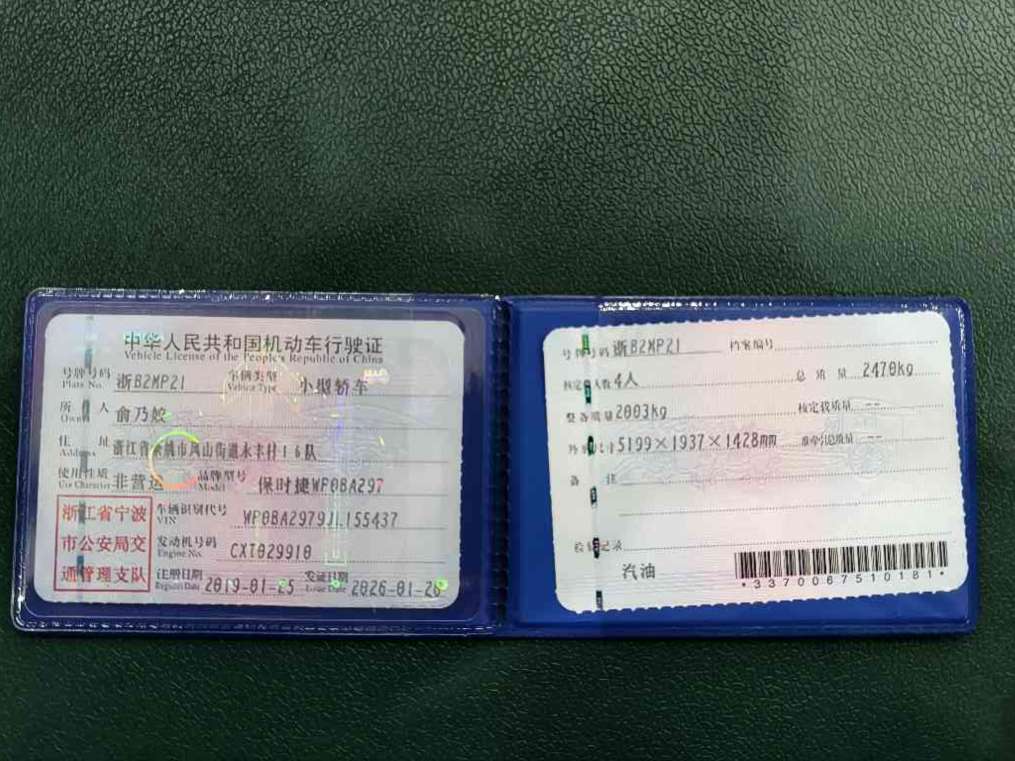 中华人民共和国机动车行驶证
Vehicle License of the People's Republic of China
号牌号码 浙B2MP21 车辆类型 小型轿车
Plate No. Vehicle Type
所有人 俞乃姣
Owner
住址 浙江省余姚市凤山街道永丰村16队
Address
使用性质 非营运 品牌型号 保时捷WP0BA297
Use Character Model
浙江省宁波
市公安局交
通管理支队
车辆识别代号 WP0BA2979JL155437
VIN
发动机号码 CXT029910
Engine No.
注册日期 2019-01-25 发证日期 2026-01-26
Register Date Issue Date
号牌号码 浙B2MP21 档案编号
核定人数 4人 总质量 2470kg
整备质量 2003kg 核定载质量 --
5199×1937×1428mm 准牵引总质量 --
备注
检验记录
汽油
*3370067510181*